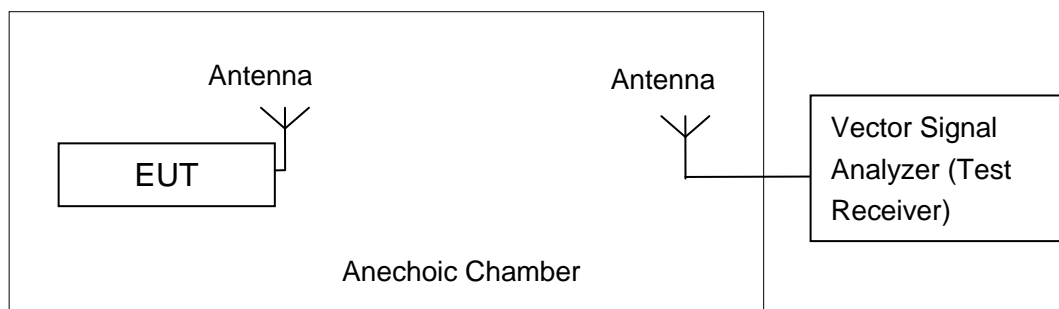 Antenna
Antenna
EUT
Vector Signal
Analyzer (Test
Receiver)
Anechoic Chamber